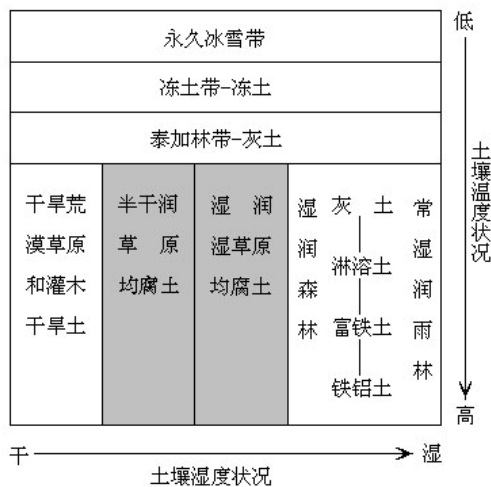 永久冰雪带
冻土带-冻土
泰加林带-灰土
干旱荒
漠草原
和灌木
干旱土
半干润
草 原
均腐土
湿 润
湿草原
均腐土
湿润森林
灰 土
淋溶土
富铁土
铁铝土
常湿润雨林
低
土壤温度状况
高
干
湿
土壤湿度状况